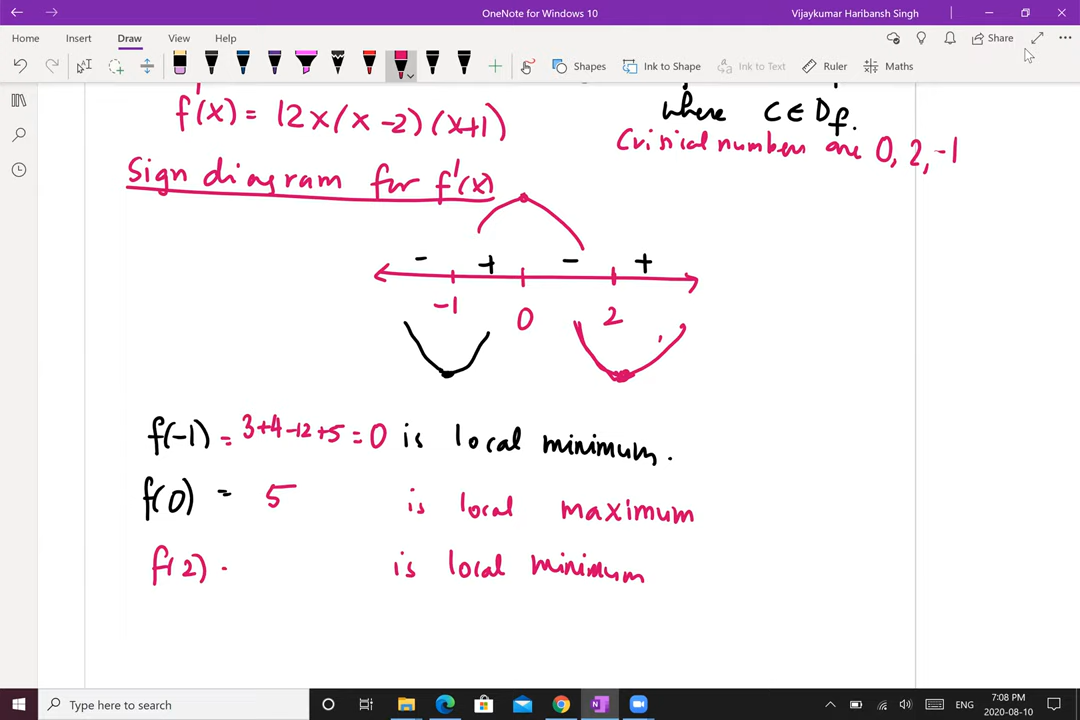 OneNote for Windows 10
Vijaykumar Haribansh Singh
Home Insert Draw View Help
Share
Shapes Ink to Shape Ink to Text Ruler Maths
f'(x) = 12x(x-2)(x+1)
where C ∈ Df.
Critical numbers are 0, 2, -1
Sign diagram for f'(x)
- + - +
-1 0 2
f(-1) = 3+4-12+5 = 0 is local minimum.
f(0) = 5 is local maximum
f(2) - is local minimum
Type here to search
ENG
7:08 PM
2020-08-10